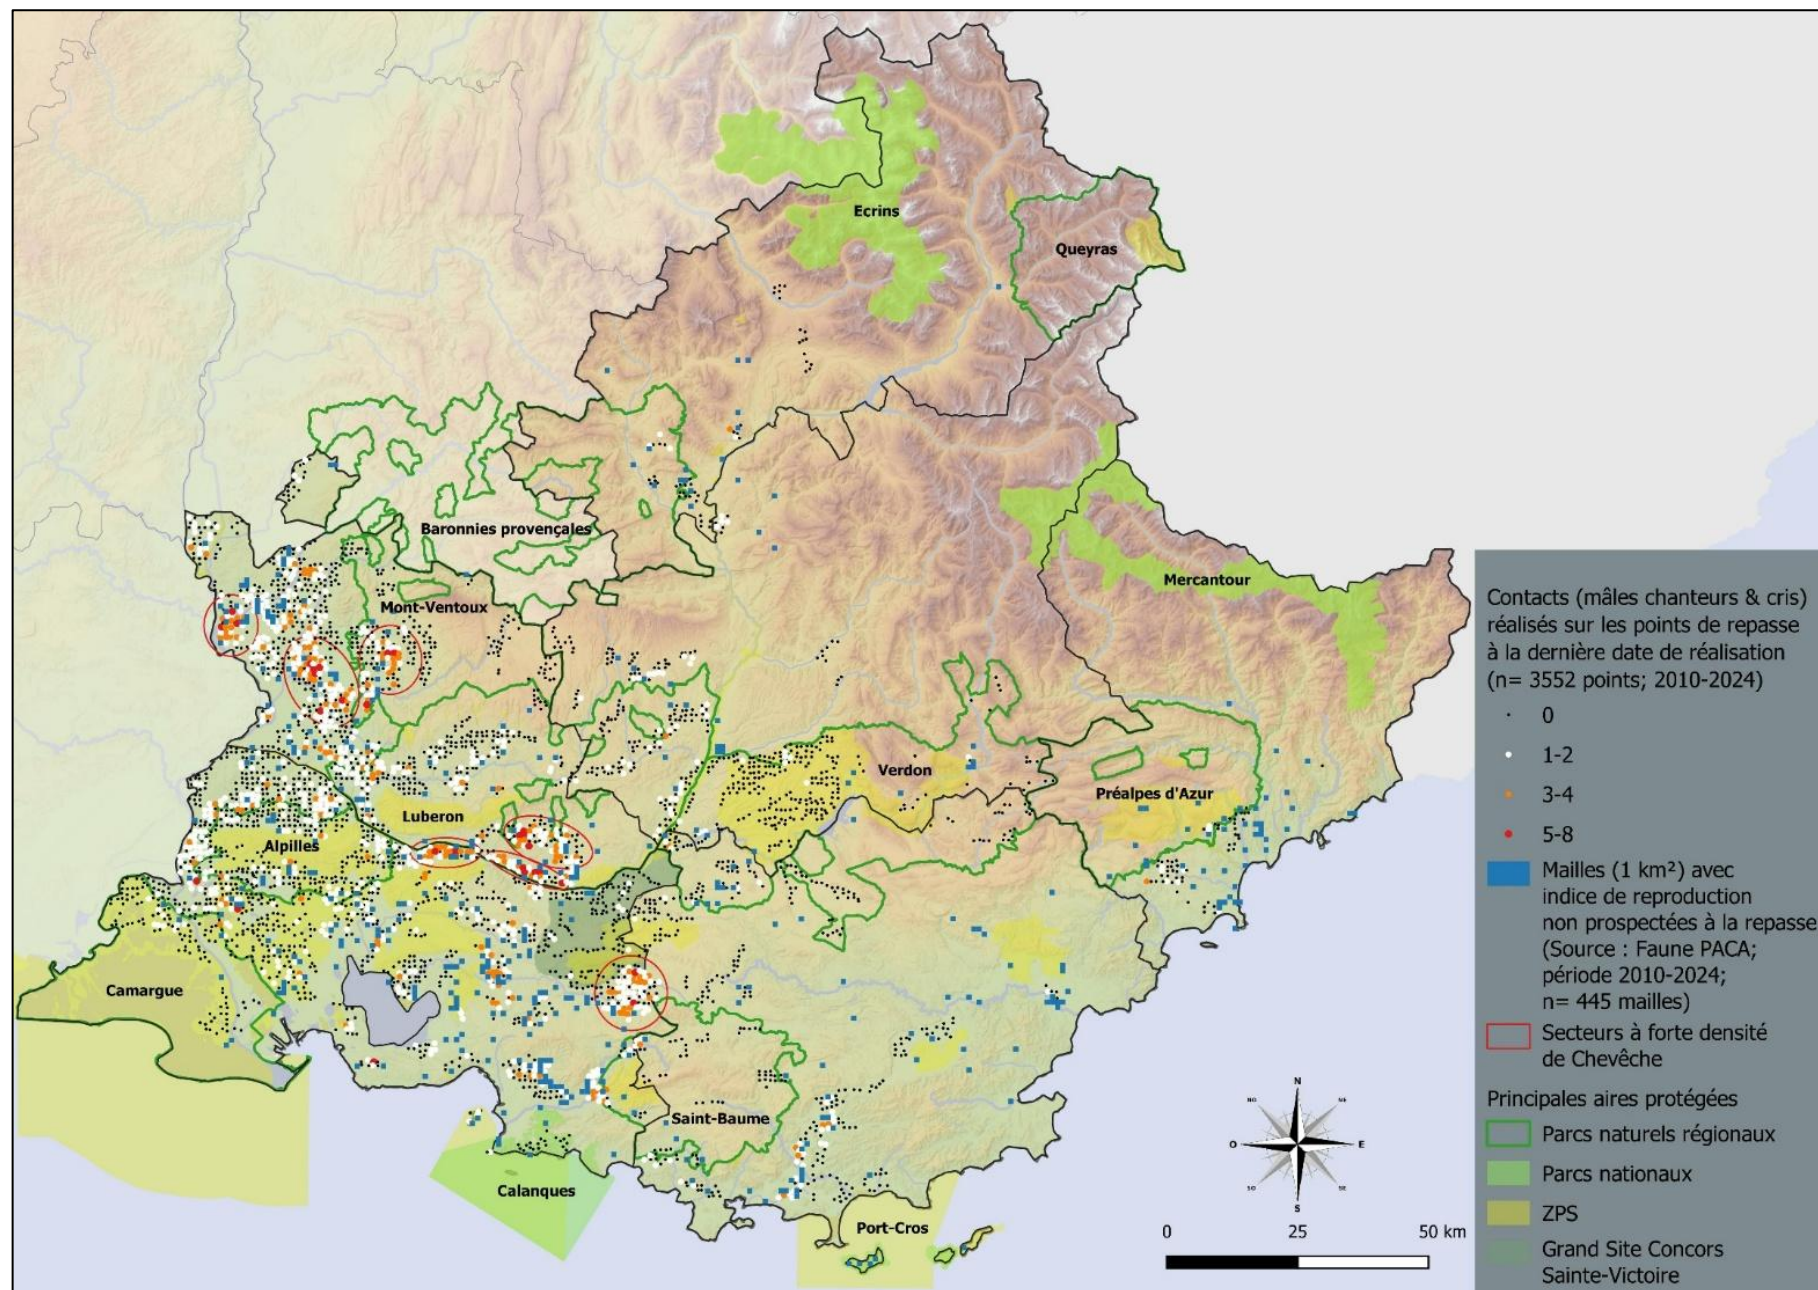 Ecrins
Queyras
Baronnies provençales
Mercantour
Mont-Ventoux
Verdon
Préalpes d'Azur
Luberon
Alpilles
Camargue
Saint-Baume
Calanques
Port-Cros
Contacts (mâles chanteurs & cris)
réalisés sur les points de repasse
à la dernière date de réalisation
(n= 3552 points; 2010-2024)
0
1-2
3-4
5-8
Mailles (1 km²) avec
indice de reproduction
non prospectées à la repasse
(Source : Faune PACA;
période 2010-2024;
n= 445 mailles)
Secteurs à forte densité
de Chevêche
Principales aires protégées
Parcs naturels régionaux
Parcs nationaux
ZPS
Grand Site Concors
Sainte-Victoire
N
NO
NE
O
E
SO
SE
S
0 25 50 km